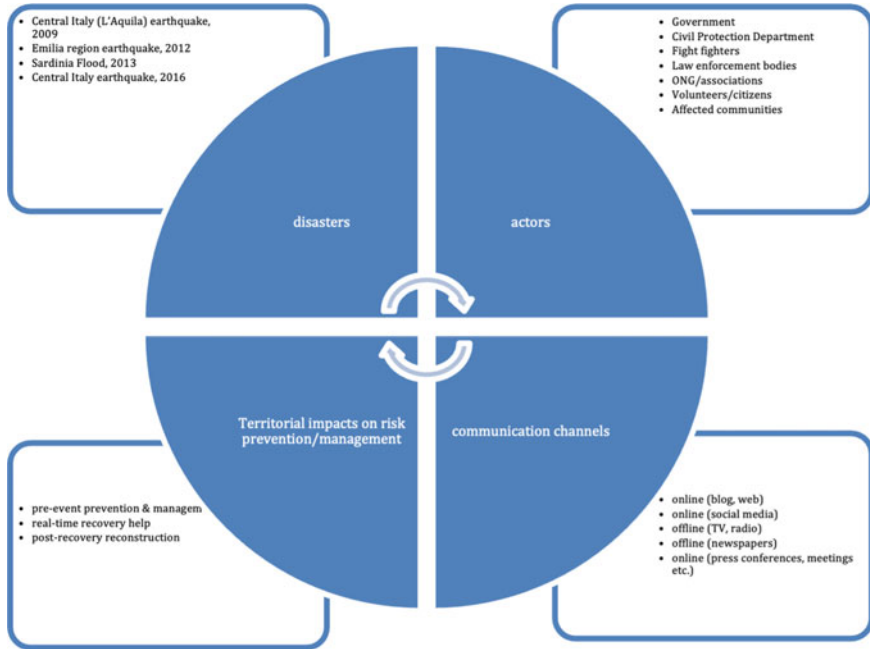 • Central Italy (L'Aquila) earthquake,
2009
• Emilia region earthquake, 2012
• Sardinia Flood, 2013
• Central Italy earthquake, 2016
• Government
• Civil Protection Department
• Fight fighters
• Law enforcement bodies
• ONG/associations
• Volunteers/citizens
• Affected communities
disasters
actors
Territorial impacts on risk
prevention/management
communication channels
• pre-event prevention & managem
• real-time recovery help
• post-recovery reconstruction
• online (blog, web)
• online (social media)
• offline (TV, radio)
• offline (newspapers)
• online (press conferences, meetings
etc.)